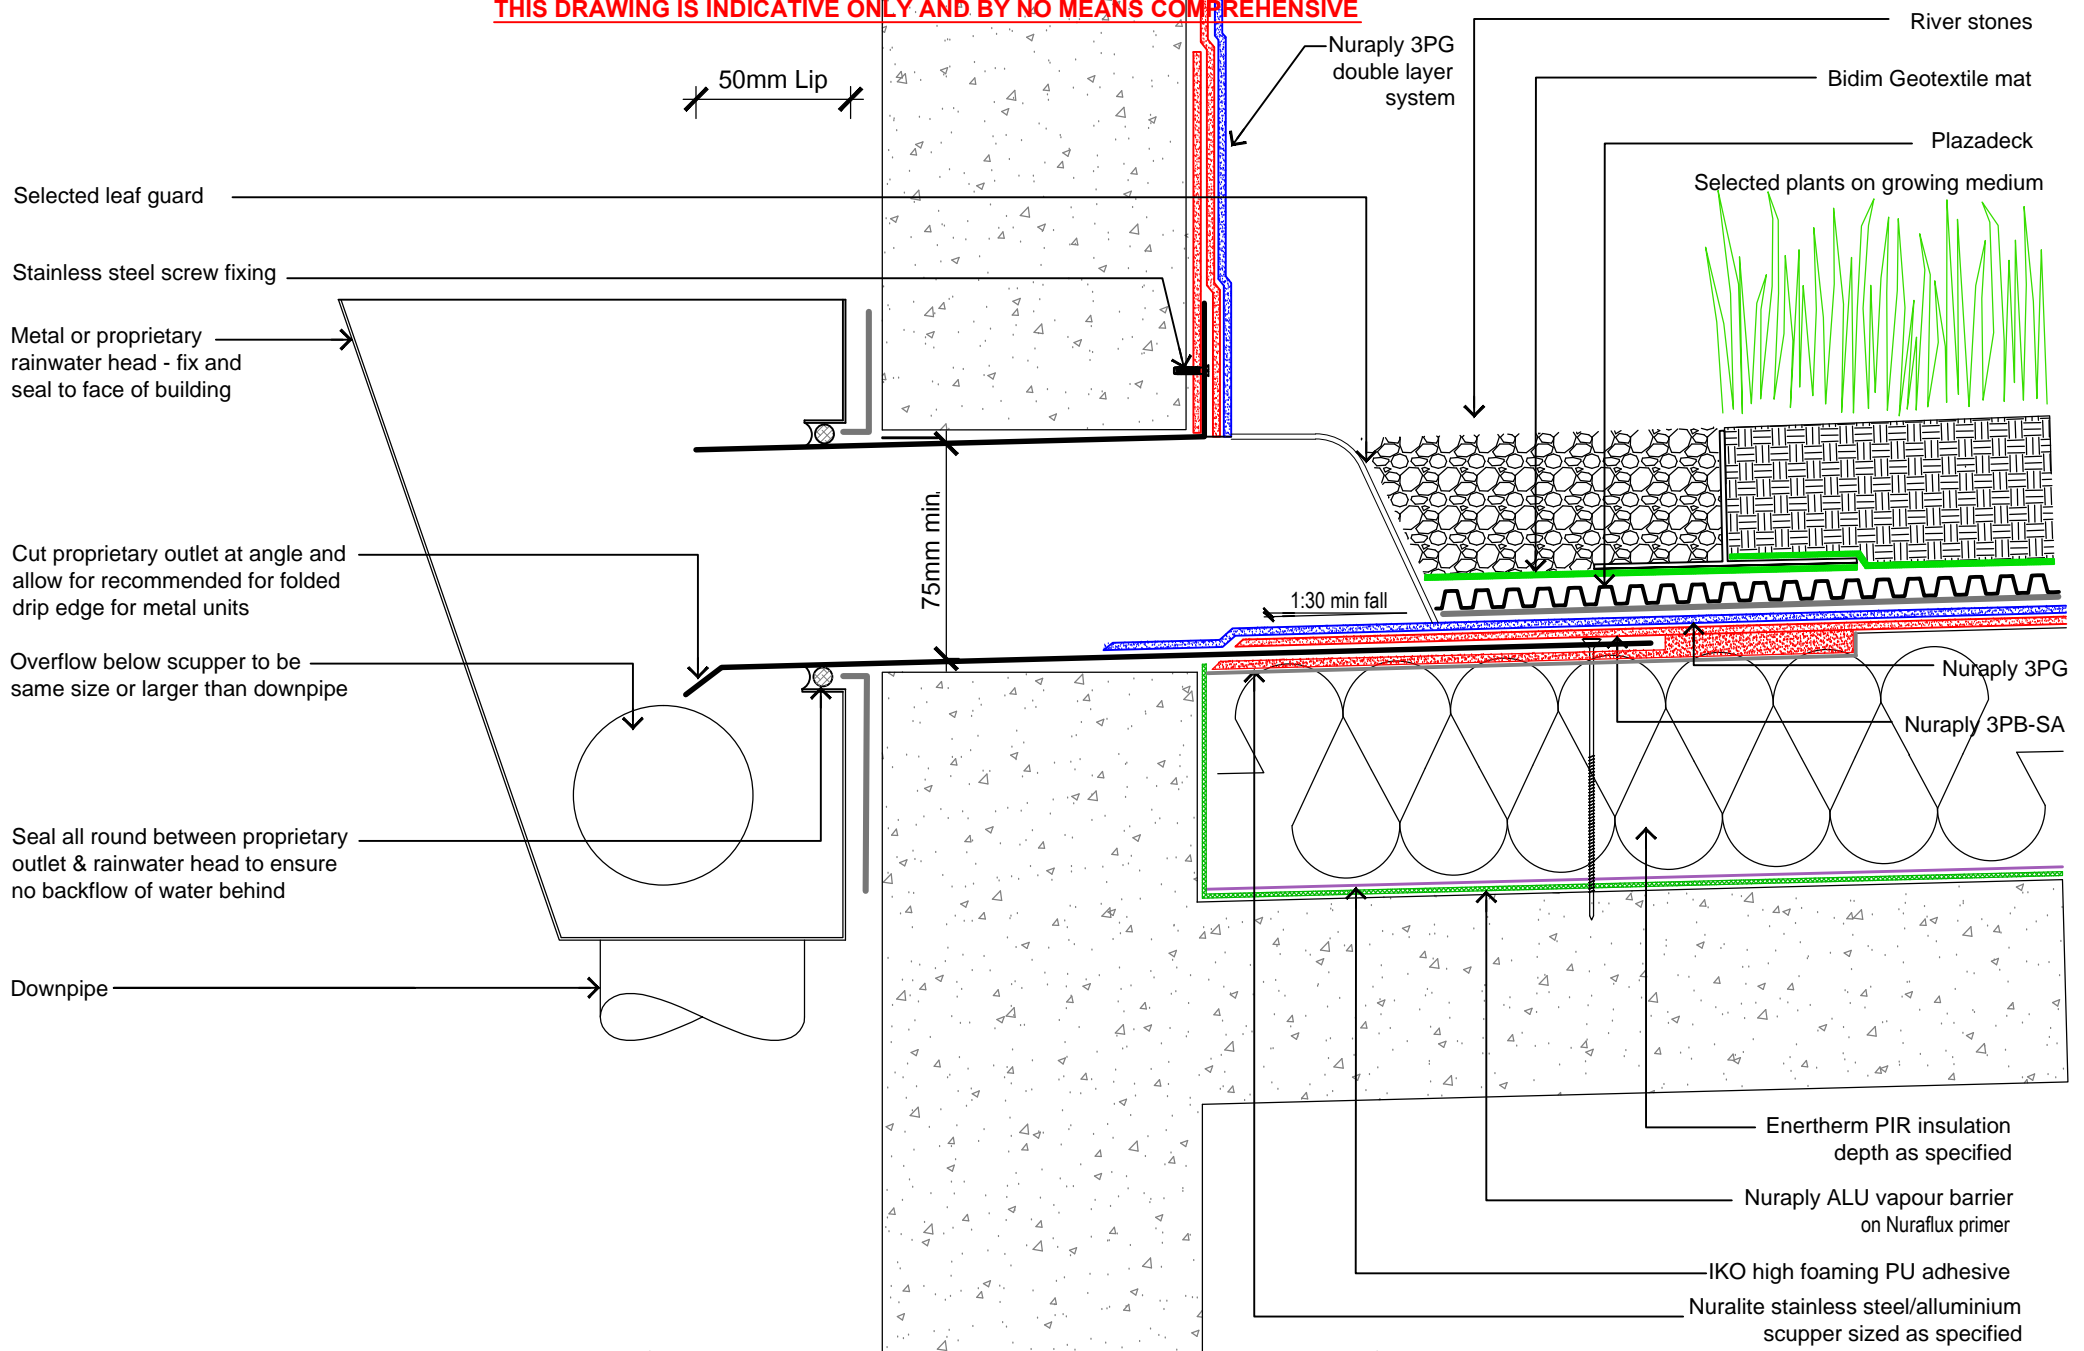 THIS DRAWING IS INDICATIVE ONLY AND BY NO MEANS COMPREHENSIVE
River stones
Nuraply 3PG
double layer
system
50mm Lip
Bidim Geotextile mat
Plazadeck
Selected plants on growing medium
Selected leaf guard
Stainless steel screw fixing
Metal or proprietary
rainwater head - fix and
seal to face of building
Cut proprietary outlet at angle and
allow for recommended for folded
drip edge for metal units
75mm min.
1:30 min fall
Overflow below scupper to be
same size or larger than downpipe
Nuraply 3PG
Nuraply 3PB-SA
Seal all round between proprietary
outlet & rainwater head to ensure
no backflow of water behind
Downpipe
Enertherm PIR insulation
depth as specified
Nuraply ALU vapour barrier
on Nuraflux primer
IKO high foaming PU adhesive
Nuralite stainless steel/alluminium
scupper sized as specified